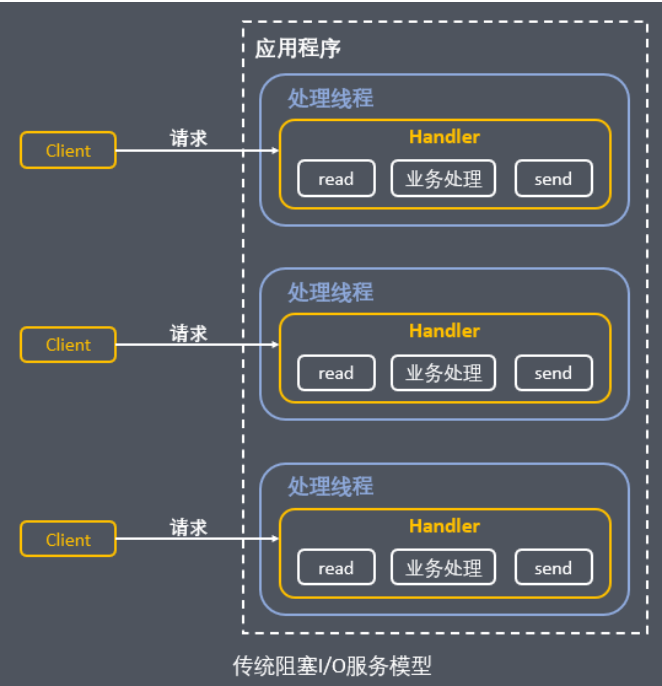 应用程序
处理线程
Client
请求
Handler
read
业务处理
send
处理线程
Client
请求
Handler
read
业务处理
send
处理线程
Client
请求
Handler
read
业务处理
send
传统阻塞I/O服务模型